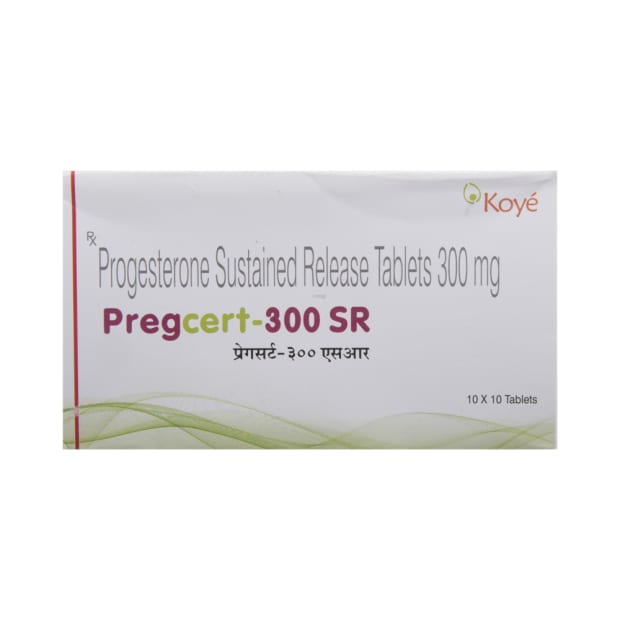 Koyé
Rx
Progesterone Sustained Release Tablets 300 mg
Pregcert-300 SR
प्रेगसर्ट-३०० एसआर
10 X 10 Tablets